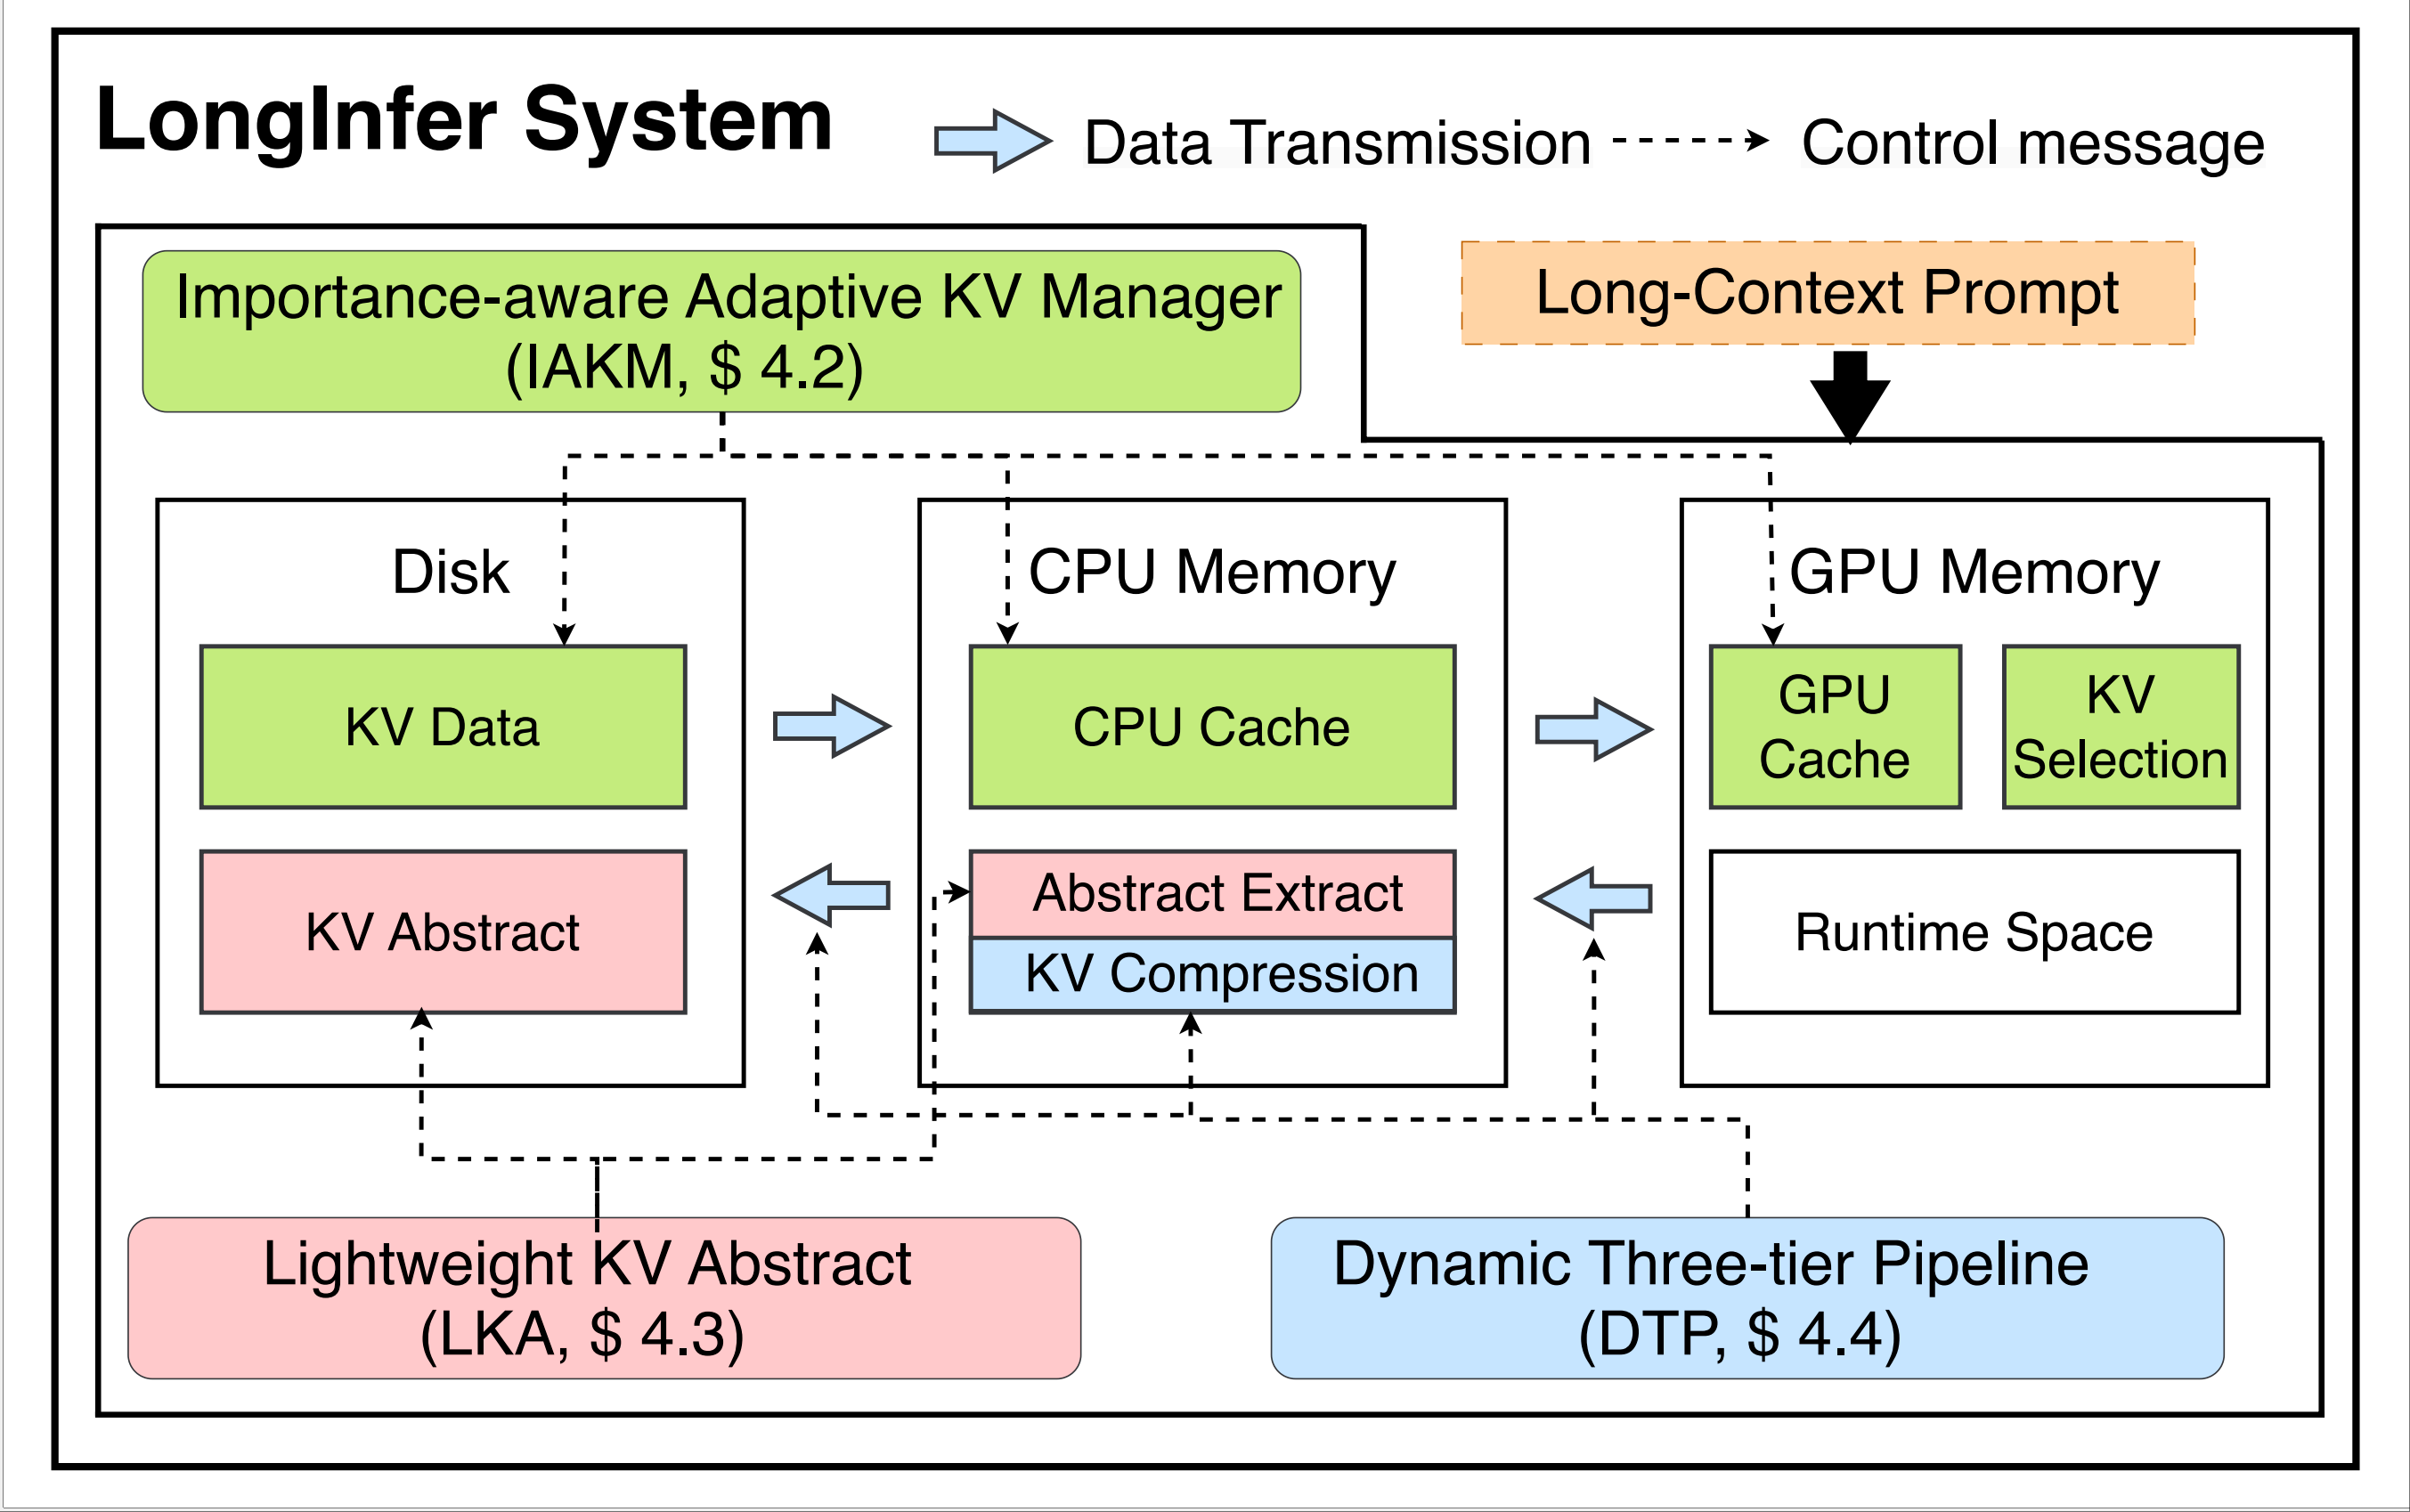 LongInfer System
Data Transmission
Control message
Importance-aware Adaptive KV Manager
(IAKM, $ 4.2)
Long-Context Prompt
Disk
CPU Memory
GPU Memory
KV Data
CPU Cache
GPU
Cache
KV
Selection
KV Abstract
Abstract Extract
KV Compression
Runtime Space
Lightweight KV Abstract
(LKA, $ 4.3)
Dynamic Three-tier Pipeline
(DTP, $ 4.4)